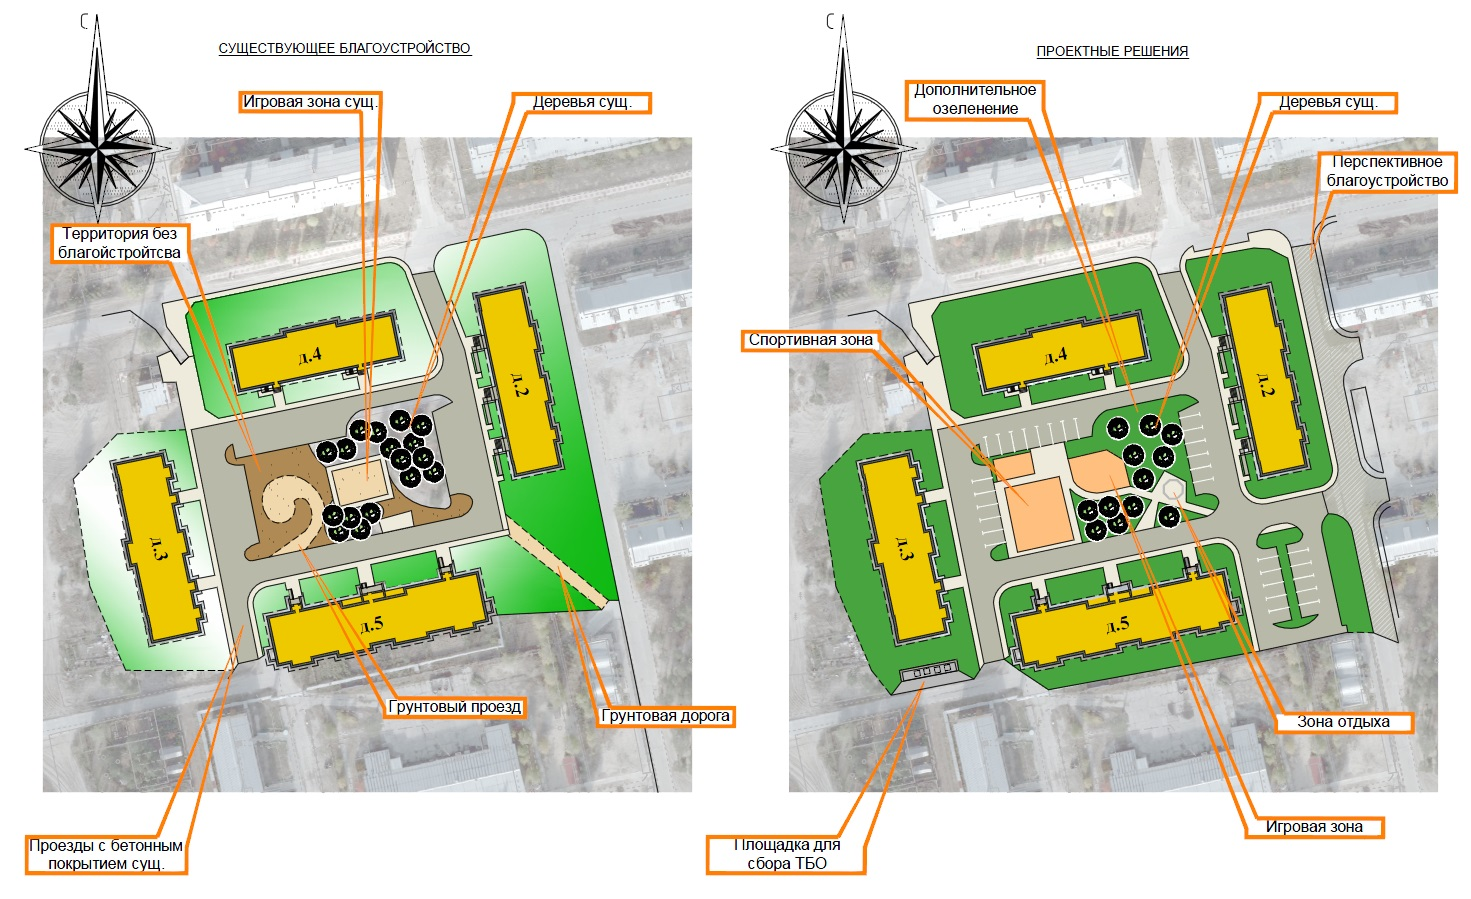 С
СУЩЕСТВУЮЩЕЕ БЛАГОУСТРОЙСТВО
Игровая зона сущ.
Деревья сущ.
Территория без
благойстройтсва
д.4
д.2
д.3
д.5
Грунтовый проезд
Грунтовая дорога
Проезды с бетонным
покрытием сущ.
С
ПРОЕКТНЫЕ РЕШЕНИЯ
Дополнительное
озеленение
Деревья сущ.
Перспективное
благоустройство
Спортивная зона
д.4
д.2
д.3
д.5
Зона отдыха
Игровая зона
Площадка для
сбора ТБО